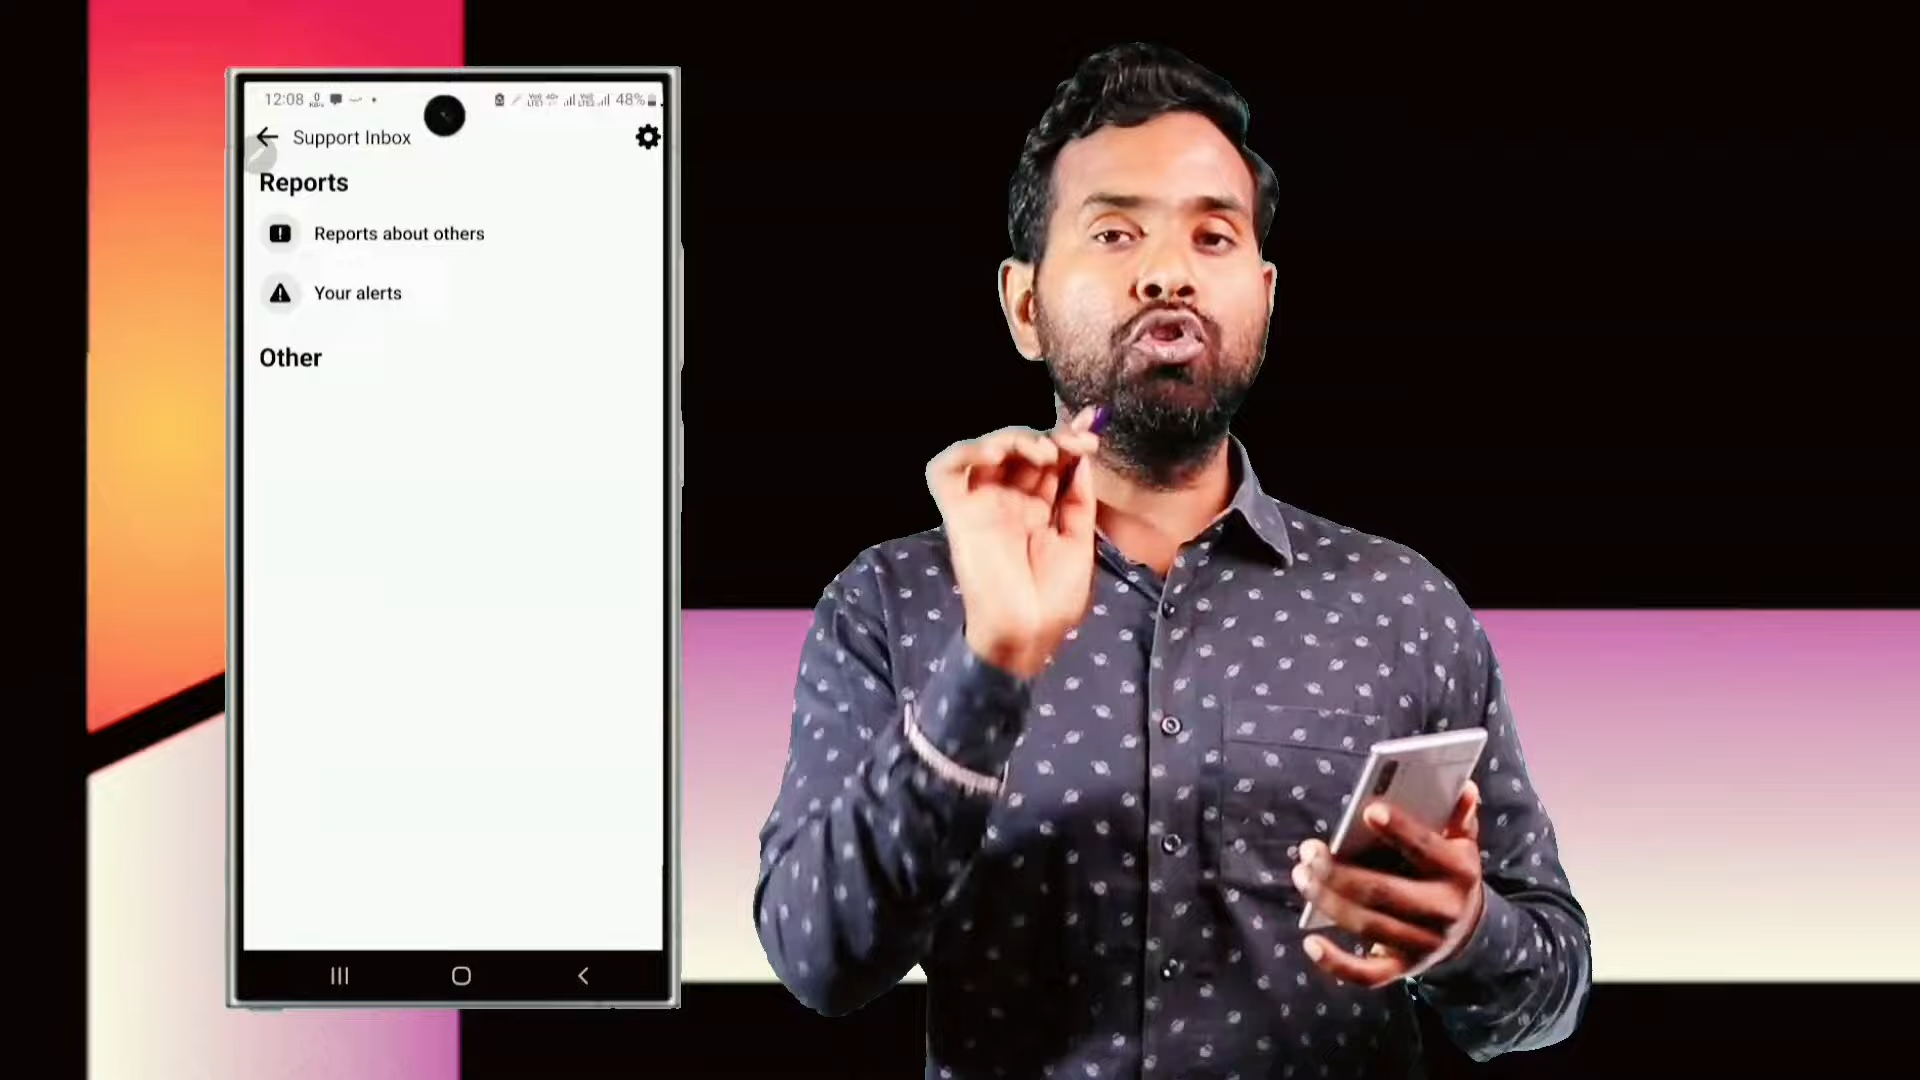 12:08 48%
Support Inbox
Reports
Reports about others
Your alerts
Other